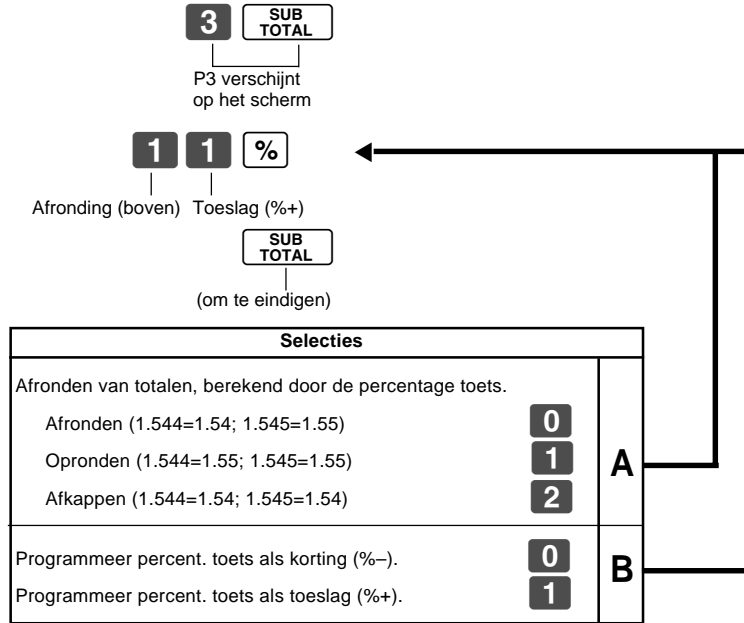 3 SUB TOTAL
P3 verschijnt
op het scherm
1 1 %
Afronding (boven) Toeslag (%+)
SUB TOTAL
(om te eindigen)
Selecties
Afronden van totalen, berekend door de percentage toets.
Afronden (1.544=1.54; 1.545=1.55) 0
Opronden (1.544=1.55; 1.545=1.55) 1
Afkappen (1.544=1.54; 1.545=1.54) 2
A
Programmeer percent. toets als korting (%–). 0
Programmeer percent. toets als toeslag (%+). 1
B